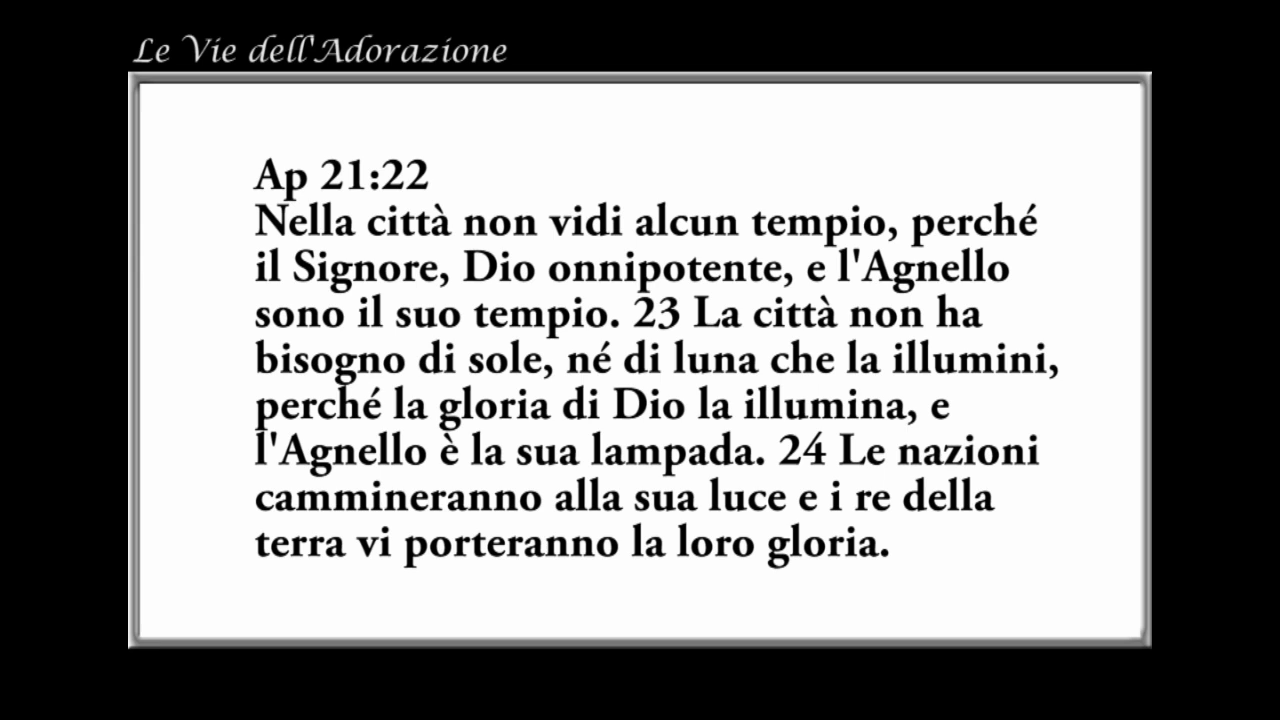 Le Vie dell'Adorazione
Ap 21:22
Nella città non vidi alcun tempio, perché
il Signore, Dio onnipotente, e l'Agnello
sono il suo tempio. 23 La città non ha
bisogno di sole, né di luna che la illumini,
perché la gloria di Dio la illumina, e
l'Agnello è la sua lampada. 24 Le nazioni
cammineranno alla sua luce e i re della
terra vi porteranno la loro gloria.